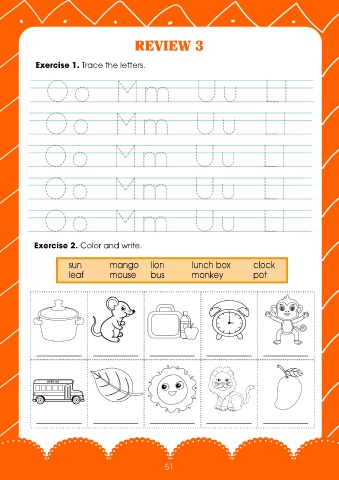 REVIEW 3
Exercise 1. Trace the letters.
Oo Mm Uu Ll
Oo Mm Uu Ll
Oo Mm Uu Ll
Oo Mm Uu Ll
Oo Mm Uu Ll
Exercise 2. Color and write.
sun mango lion lunch box clock
leaf mouse bus monkey pot
51